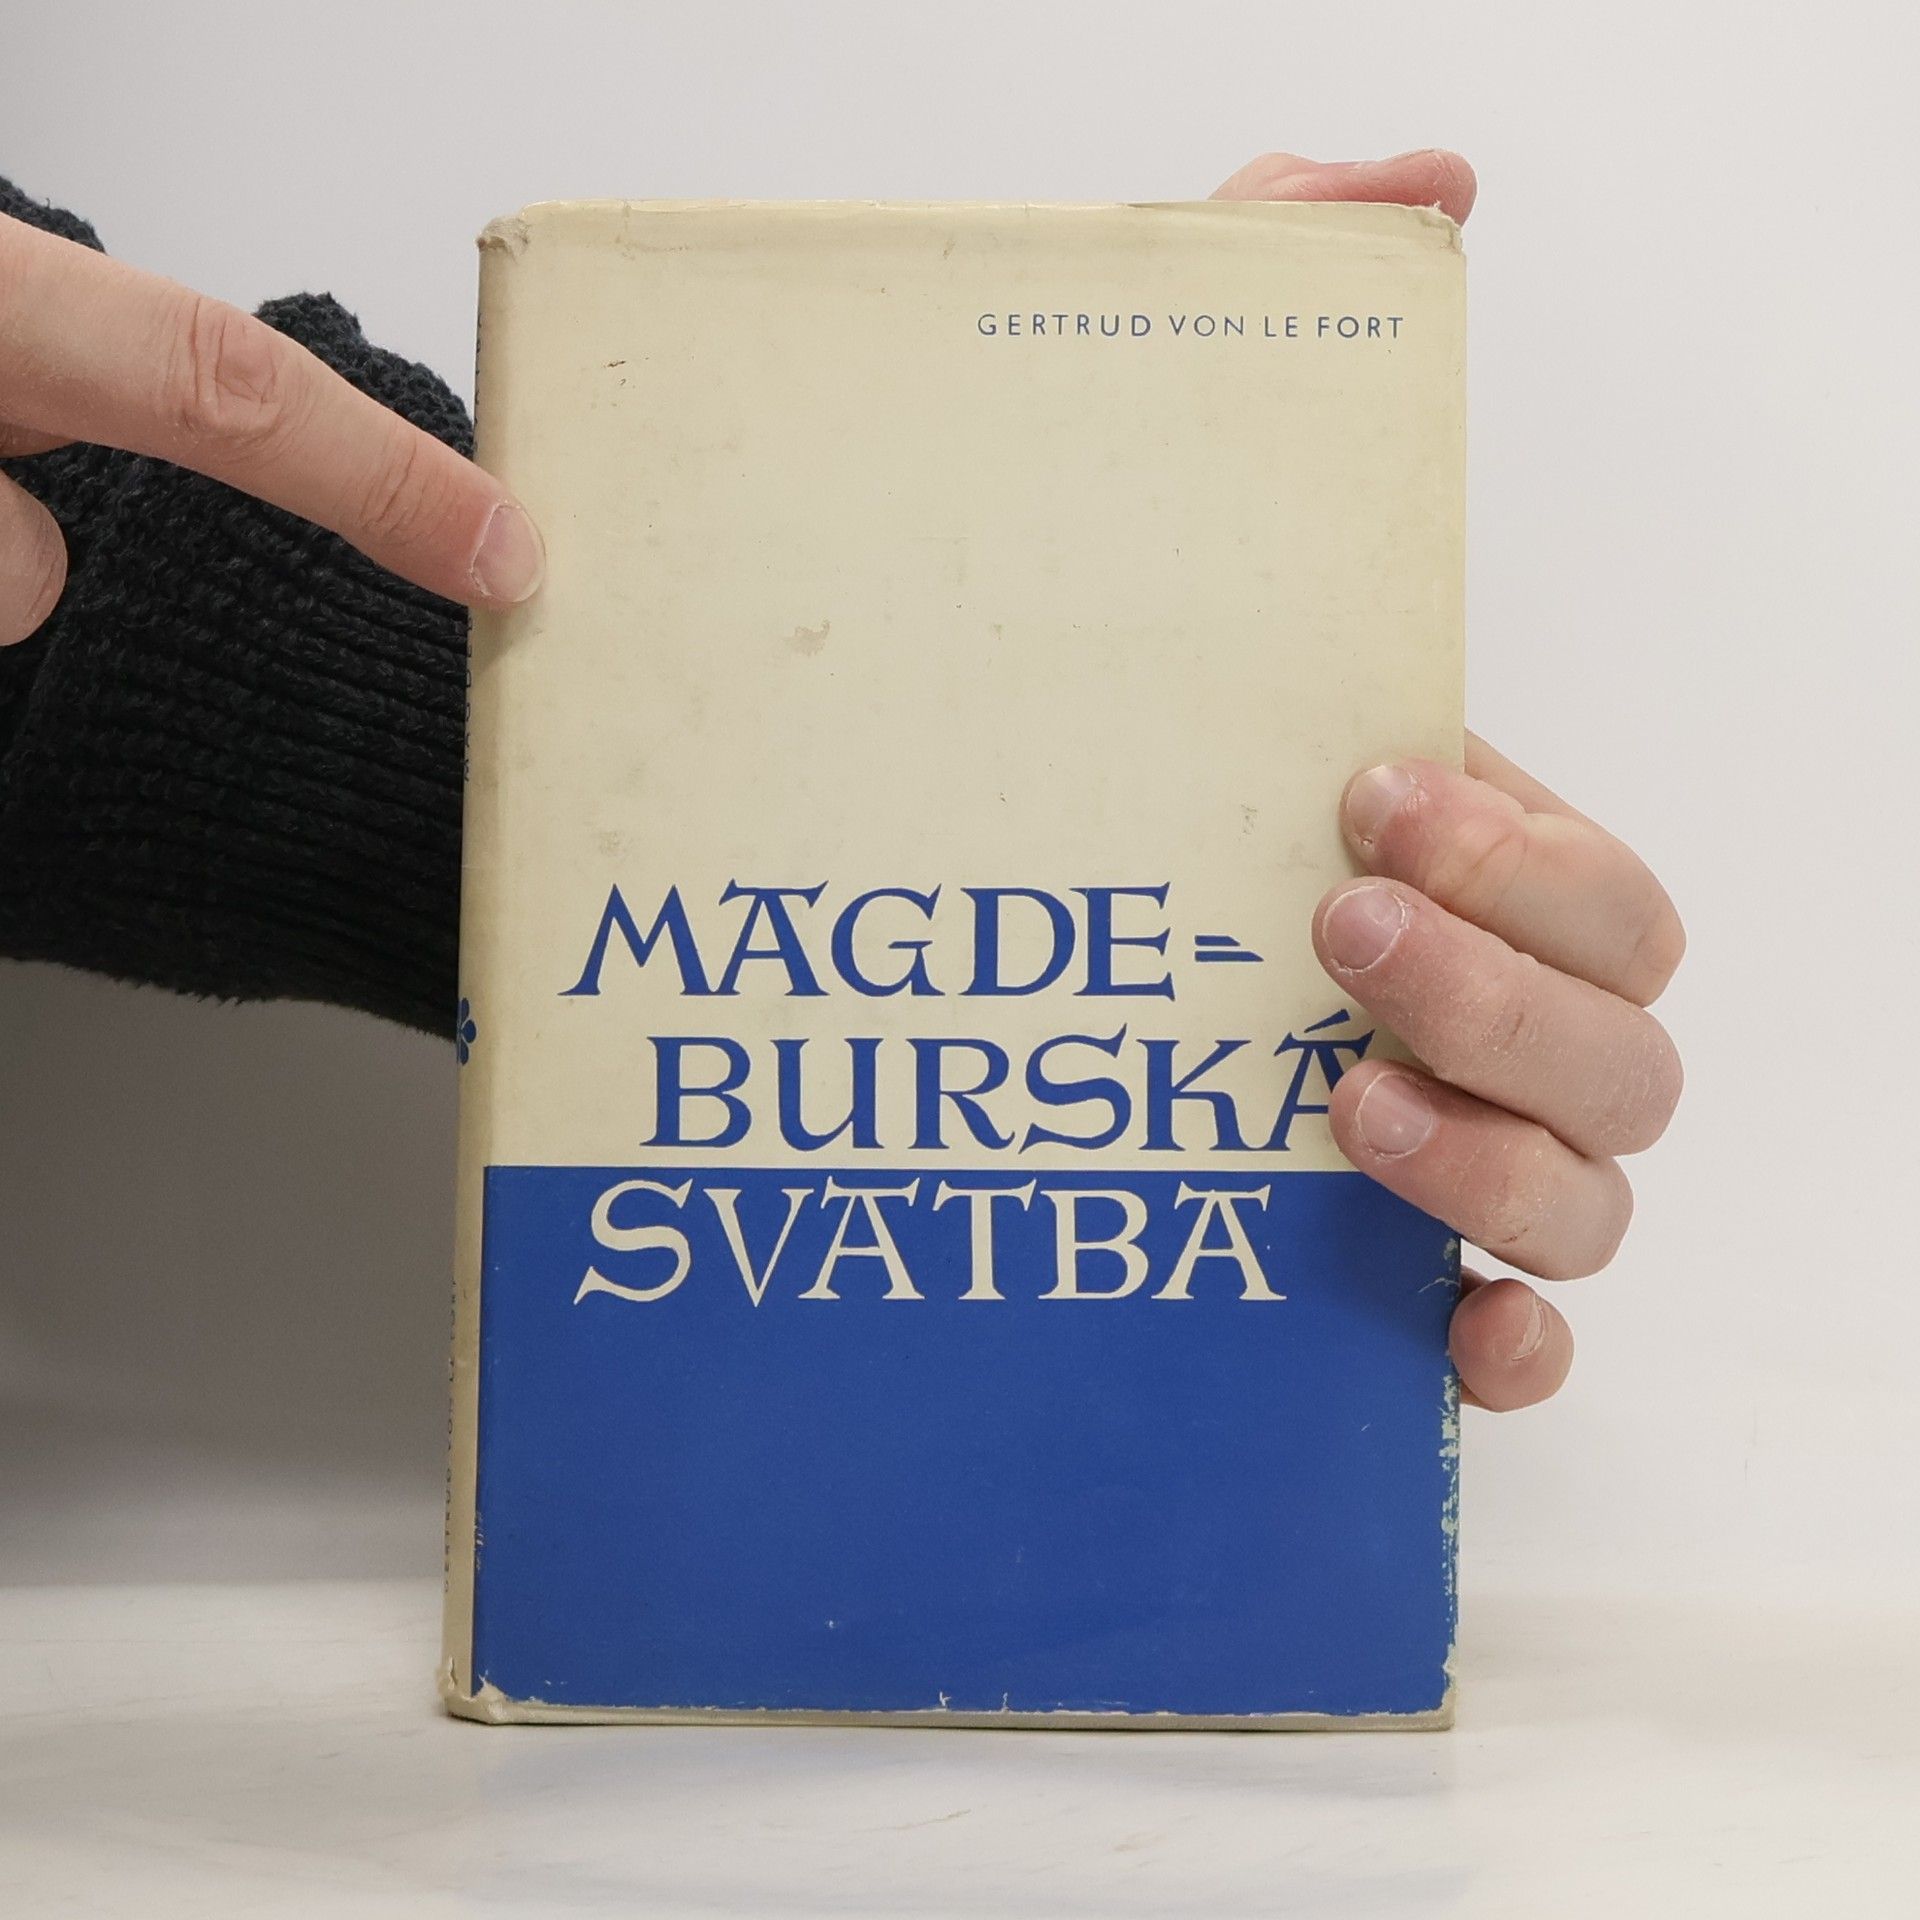 GERTRUD VON LE FORT
MAGDE=
BURSKÁ
SVATBA